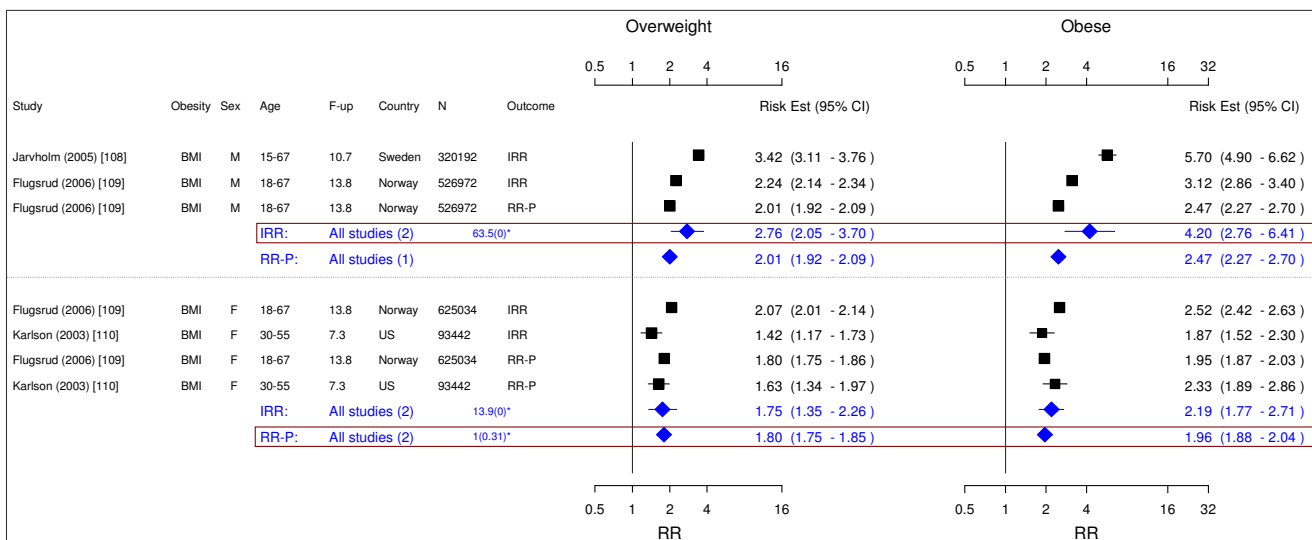 Overweight Obese
0.5 1 2 4 16 0.5 1 2 4 16 32
Study Obesity Sex Age F-up Country N Outcome Risk Est (95% CI) Risk Est (95% CI)
Jarvholm (2005) [108] BMI M 15-67 10.7 Sweden 320192 IRR 3.42 (3.11 - 3.76 ) 5.70 (4.90 - 6.62 )
Flugsrud (2006) [109] BMI M 18-67 13.8 Norway 526972 IRR 2.24 (2.14 - 2.34 ) 3.12 (2.86 - 3.40 )
Flugsrud (2006) [109] BMI M 18-67 13.8 Norway 526972 RR-P 2.01 (1.92 - 2.09 ) 2.47 (2.27 - 2.70 )
IRR: All studies (2) 63.5(0)* 2.76 (2.05 - 3.70 ) 4.20 (2.76 - 6.41 )
RR-P: All studies (1) 2.01 (1.92 - 2.09 ) 2.47 (2.27 - 2.70 )
Flugsrud (2006) [109] BMI F 18-67 13.8 Norway 625034 IRR 2.07 (2.01 - 2.14 ) 2.52 (2.42 - 2.63 )
Karlson (2003) [110] BMI F 30-55 7.3 US 93442 IRR 1.42 (1.17 - 1.73 ) 1.87 (1.52 - 2.30 )
Flugsrud (2006) [109] BMI F 18-67 13.8 Norway 625034 RR-P 1.80 (1.75 - 1.86 ) 1.95 (1.87 - 2.03 )
Karlson (2003) [110] BMI F 30-55 7.3 US 93442 RR-P 1.63 (1.34 - 1.97 ) 2.33 (1.89 - 2.86 )
IRR: All studies (2) 13.9(0)* 1.75 (1.35 - 2.26 ) 2.19 (1.77 - 2.71 )
RR-P: All studies (2) 1(0.31)* 1.80 (1.75 - 1.85 ) 1.96 (1.88 - 2.04 )
0.5 1 2 4 16 0.5 1 2 4 16 32
RR RR